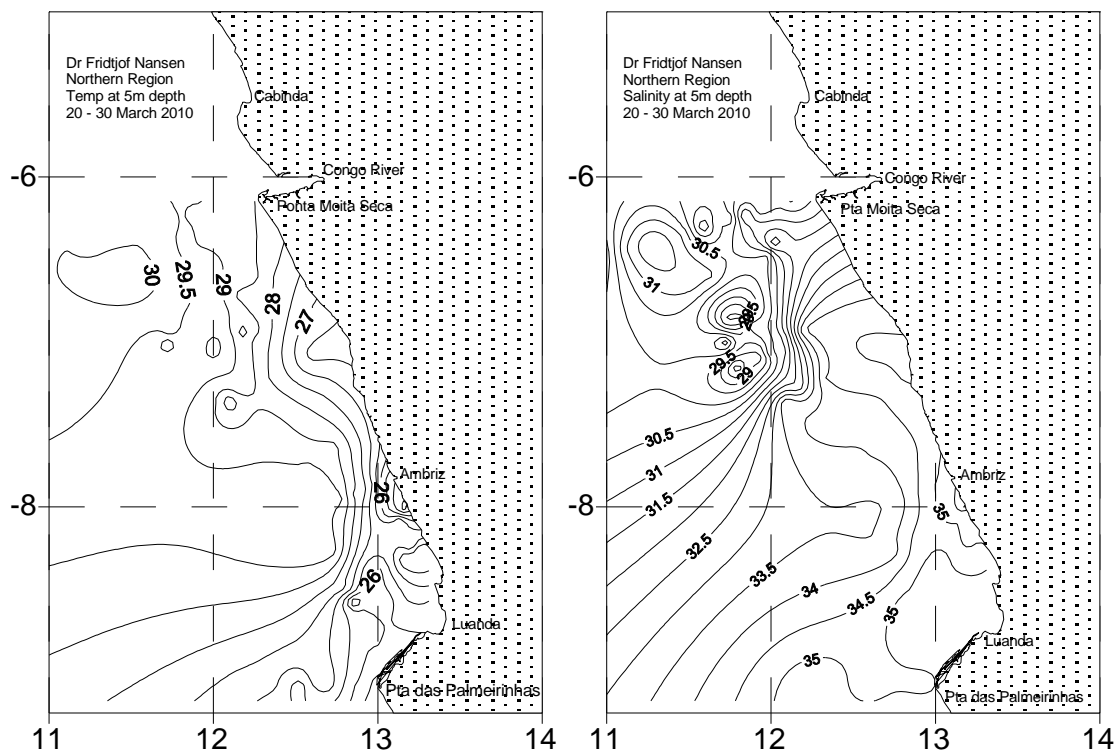 Dr Fridtjof Nansen
Northern Region
Temp at 5m depth
20 - 30 March 2010
Cabinda
-6
Congo River
Ponta Moita Seca
30
29.5
29
28
27
Ambriz
26
-8
26
Luanda
Pta das Palmeirinhas
11
12
13
14
Dr Fridtjof Nansen
Northern Region
Salinity at 5m depth
20 - 30 March 2010
Cabinda
-6
Congo River
Pta Moita Seca
30.5
31
29.5
29
30.5
31
31.5
Ambriz
35
-8
32.5
33.5
34
34.5
35
35
Luanda
Pta das Palmeirinhas
11
12
13
14